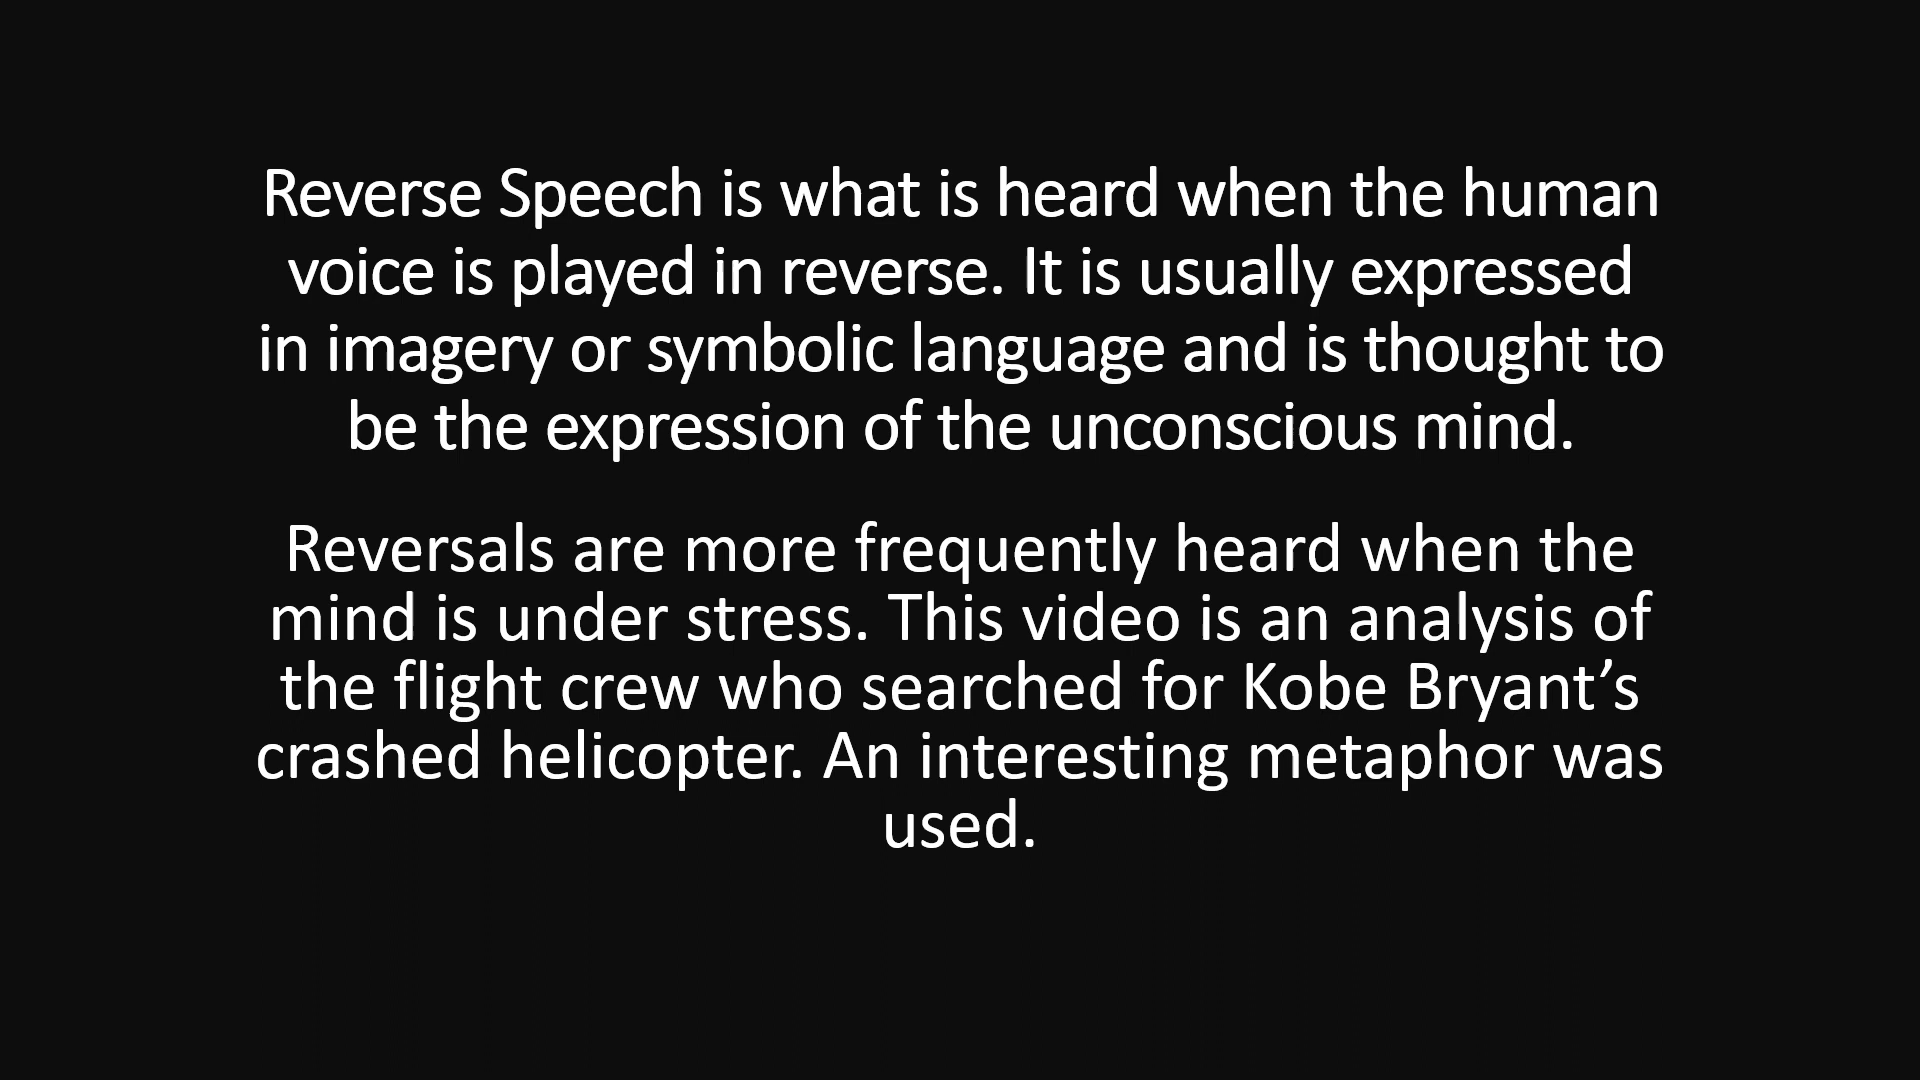 Reverse Speech is what is heard when the human
voice is played in reverse. It is usually expressed
in imagery or symbolic language and is thought to
be the expression of the unconscious mind.
Reversals are more frequently heard when the
mind is under stress. This video is an analysis of
the flight crew who searched for Kobe Bryant’s
crashed helicopter. An interesting metaphor was
used.